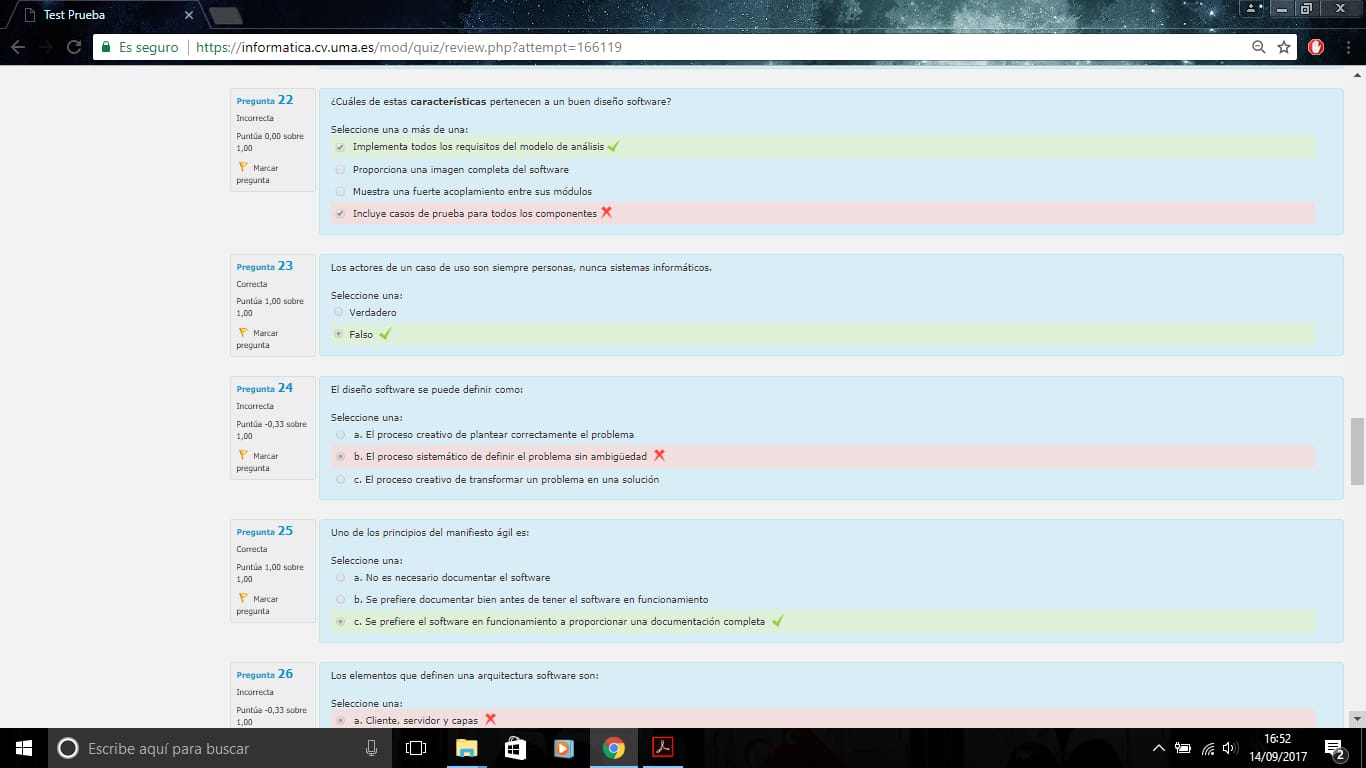 Test Prueba
Es seguro
https://informatica.cv.uma.es/mod/quiz/review.php?attempt=166119
Pregunta 22
Incorrecta
Puntúa 0,00 sobre
1,00
Marcar
pregunta
¿Cuáles de estas características pertenecen a un buen diseño software?
Seleccione una o más de una:
Implementa todos los requisitos del modelo de análisis
Proporciona una imagen completa del software
Muestra una fuerte acoplamiento entre sus módulos
Incluye casos de prueba para todos los componentes
Pregunta 23
Correcta
Puntúa 1,00 sobre
1,00
Marcar
pregunta
Los actores de un caso de uso son siempre personas, nunca sistemas informáticos.
Seleccione una:
Verdadero
Falso
Pregunta 24
Incorrecta
Puntúa -0,33 sobre
1,00
Marcar
pregunta
El diseño software se puede definir como:
Seleccione una:
a. El proceso creativo de plantear correctamente el problema
b. El proceso sistemático de definir el problema sin ambigüedad
c. El proceso creativo de transformar un problema en una solución
Pregunta 25
Correcta
Puntúa 1,00 sobre
1,00
Marcar
pregunta
Uno de los principios del manifiesto ágil es:
Seleccione una:
a. No es necesario documentar el software
b. Se prefiere documentar bien antes de tener el software en funcionamiento
c. Se prefiere el software en funcionamiento a proporcionar una documentación completa
Pregunta 26
Incorrecta
Puntúa -0,33 sobre
1,00
Los elementos que definen una arquitectura software son:
Seleccione una:
a. Cliente, servidor y capas
Escribe aquí para buscar
16:52
14/09/2017
2